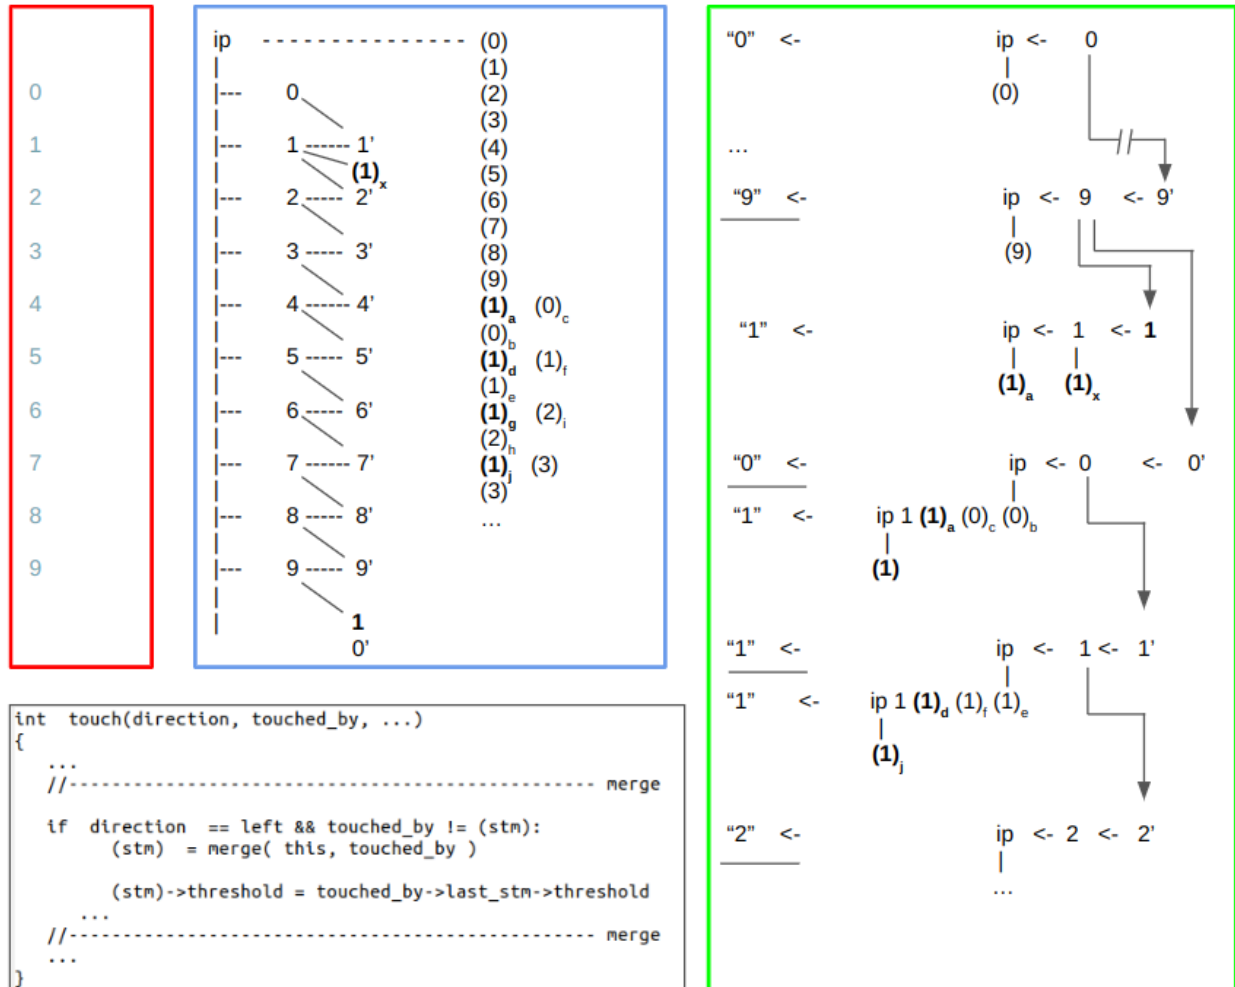 0
1
2
3
4
5
6
7
8
9
ip - - - - - - - - - - - - - - - (0)
(1)
|--- 0 (2)
(3)
|--- 1 ------ 1’ (4)
(1)x (5)
|--- 2 ----- 2’ (6)
(7)
|--- 3 ----- 3’ (8)
(9)
|--- 4 ------ 4’ (1)a (0)c
(0)b
|--- 5 ----- 5’ (1)d (1)f
(1)e
|--- 6 ----- 6’ (1)g (2)i
(2)h
|--- 7 ------ 7’ (1)j (3)
(3)
|--- 8 ----- 8’ ...
|--- 9 ----- 9’
1
0’
“0” <- ip <- 0
(0)
...
“9” <- ip <- 9 <- 9’
(9)
“1” <- ip <- 1 <- 1
(1)a (1)x
“0” <- ip <- 0 <- 0’
“1” <- ip 1 (1)a (0)c (0)b
(1)
“1” <- ip <- 1 <- 1’
“1” <- ip 1 (1)d (1)f (1)e
(1)j
“2” <- ip <- 2 <- 2’
...
int touch(direction, touched_by, ...)
{
...
//---------------------------------------------------------- merge
if direction == left && touched_by != (stm):
(stm) = merge( this, touched_by )
(stm)->threshold = touched_by->last_stm->threshold
...
//---------------------------------------------------------- merge
...
}